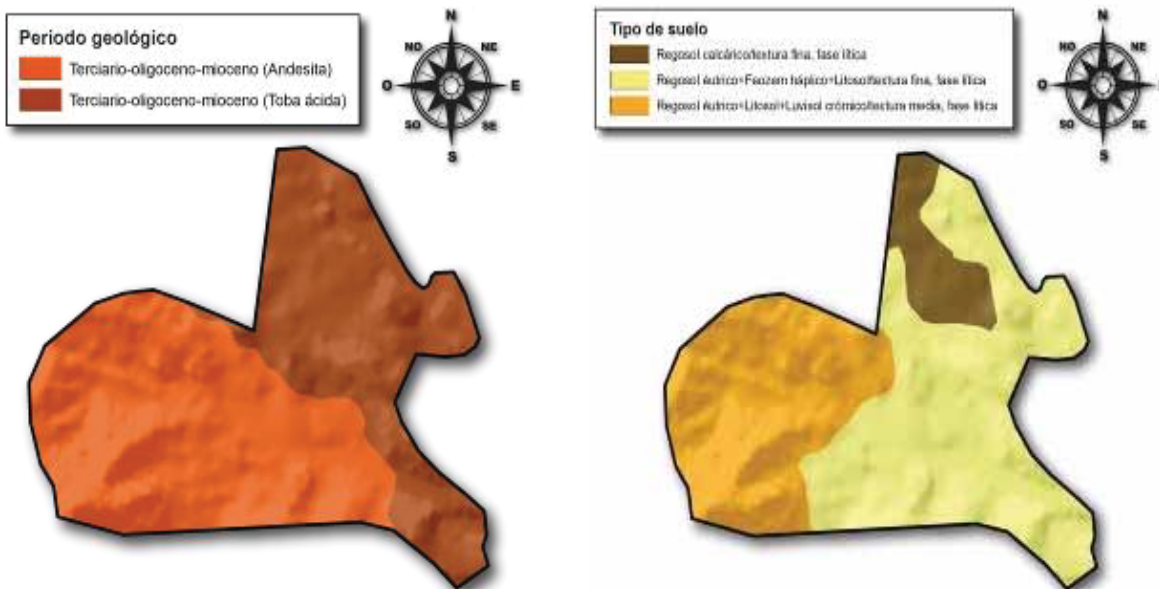 Periodo geológico
Terciario-oligoceno-mioceno (Andesita)
Terciario-oligoceno-mioceno (Toba ácida)
N
NO NE
O E
SO SE
S
Tipo de suelo
Regosol calcárico/textura fina, fase lítica
Regosol éutrico+Feozem háplico+Litosol/textura fina, fase lítica
Regosol éutrico+Litosol+Luvisol crómico/textura media, fase lítica
N
NO NE
O
SO SE
S